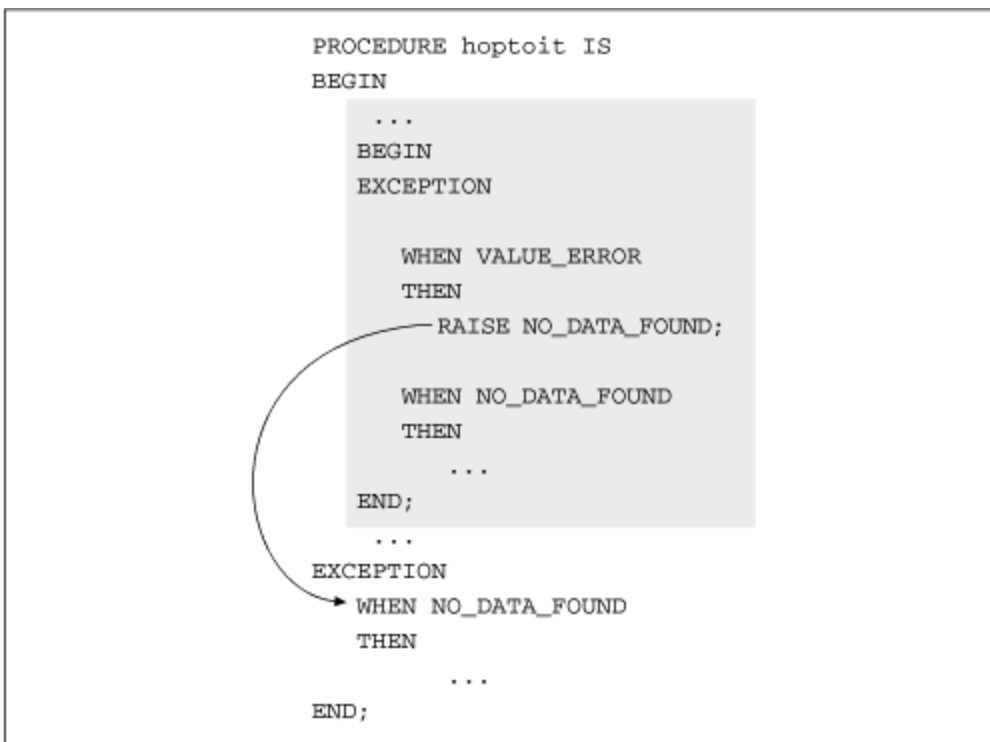 PROCEDURE hoptoit IS
BEGIN
...
BEGIN
EXCEPTION
WHEN VALUE_ERROR
THEN
RAISE NO_DATA_FOUND;
WHEN NO_DATA_FOUND
THEN
...
END;
...
EXCEPTION
WHEN NO_DATA_FOUND
THEN
...
END;